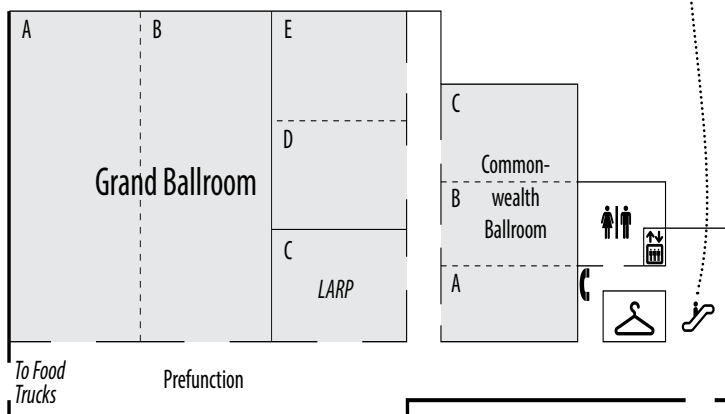 A
B
E
D
C
Grand Ballroom
LARP
C
B
A
Common-
wealth
Ballroom
To Food
Trucks
Prefunction